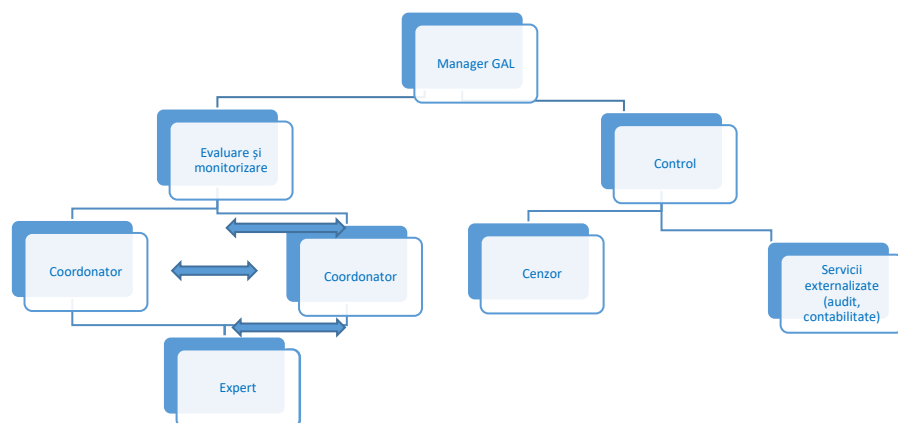 Manager GAL
Evaluare și
monitorizare
Control
Coordonator
Coordonator
Cenzor
Servicii
externalizate
(audit,
contabilitate)
Expert